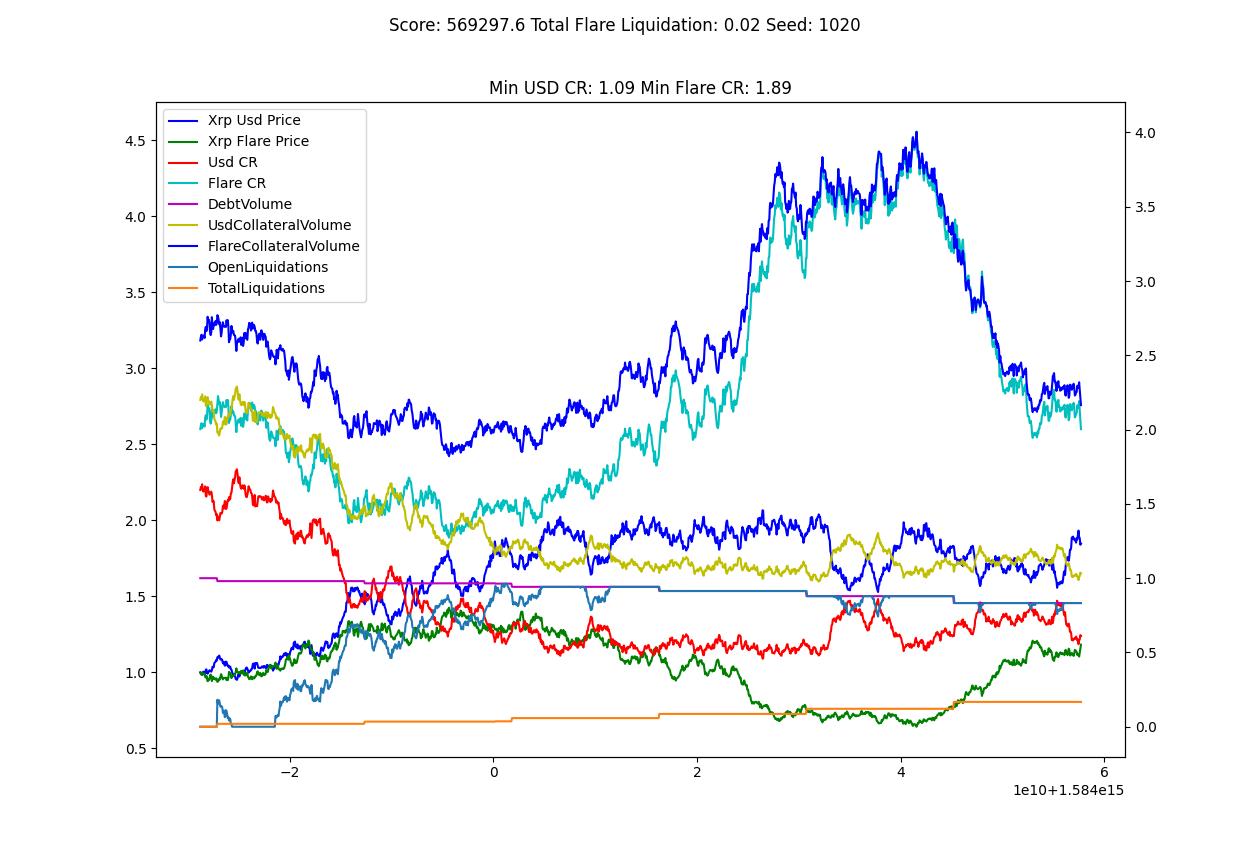 Score: 569297.6 Total Flare Liquidation: 0.02 Seed: 1020
Min USD CR: 1.09 Min Flare CR: 1.89
Xrp Usd Price
Xrp Flare Price
Usd CR
Flare CR
DebtVolume
UsdCollateralVolume
FlareCollateralVolume
OpenLiquidations
TotalLiquidations
4.5
4.0
3.5
3.0
2.5
2.0
1.5
1.0
0.5
4.0
3.5
3.0
2.5
2.0
1.5
1.0
0.5
0.0
−2
0
2
4
6
1e10+1.584e15